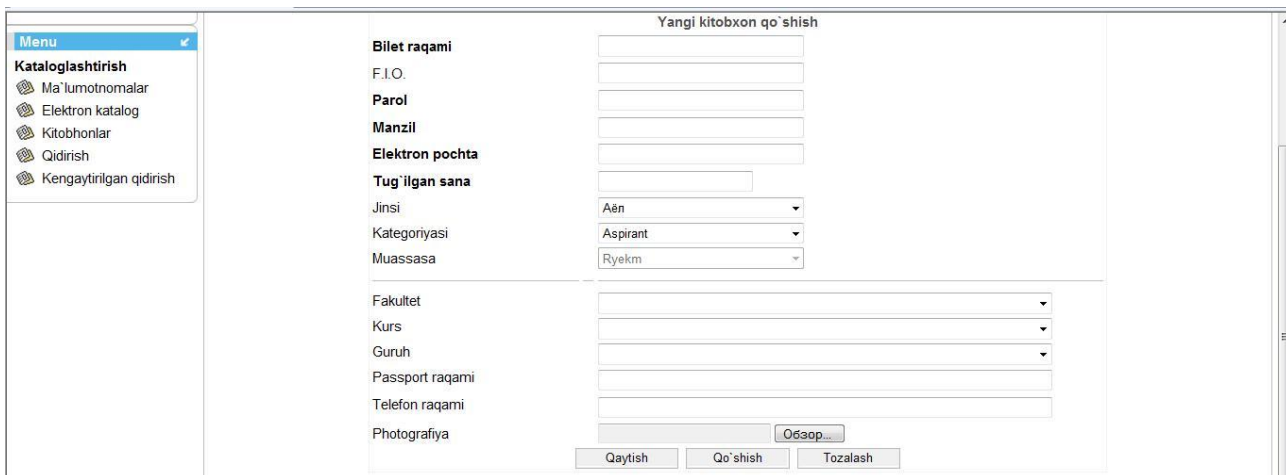 Menu
Kataloglashtirish
Ma`lumotnomalar
Elektron katalog
Kitobhonlar
Qidirish
Kengaytirilgan qidirish
Yangi kitobxon qo`shish
Bilet raqami
F.I.O.
Parol
Manzil
Elektron pochta
Tug`ilgan sana
Jinsi Аёл
Kategoriyasi Aspirant
Muassasa Ryekm
Fakultet
Kurs
Guruh
Passport raqami
Telefon raqami
Photografiya Обзор...
Qaytish Qo`shish Tozalash